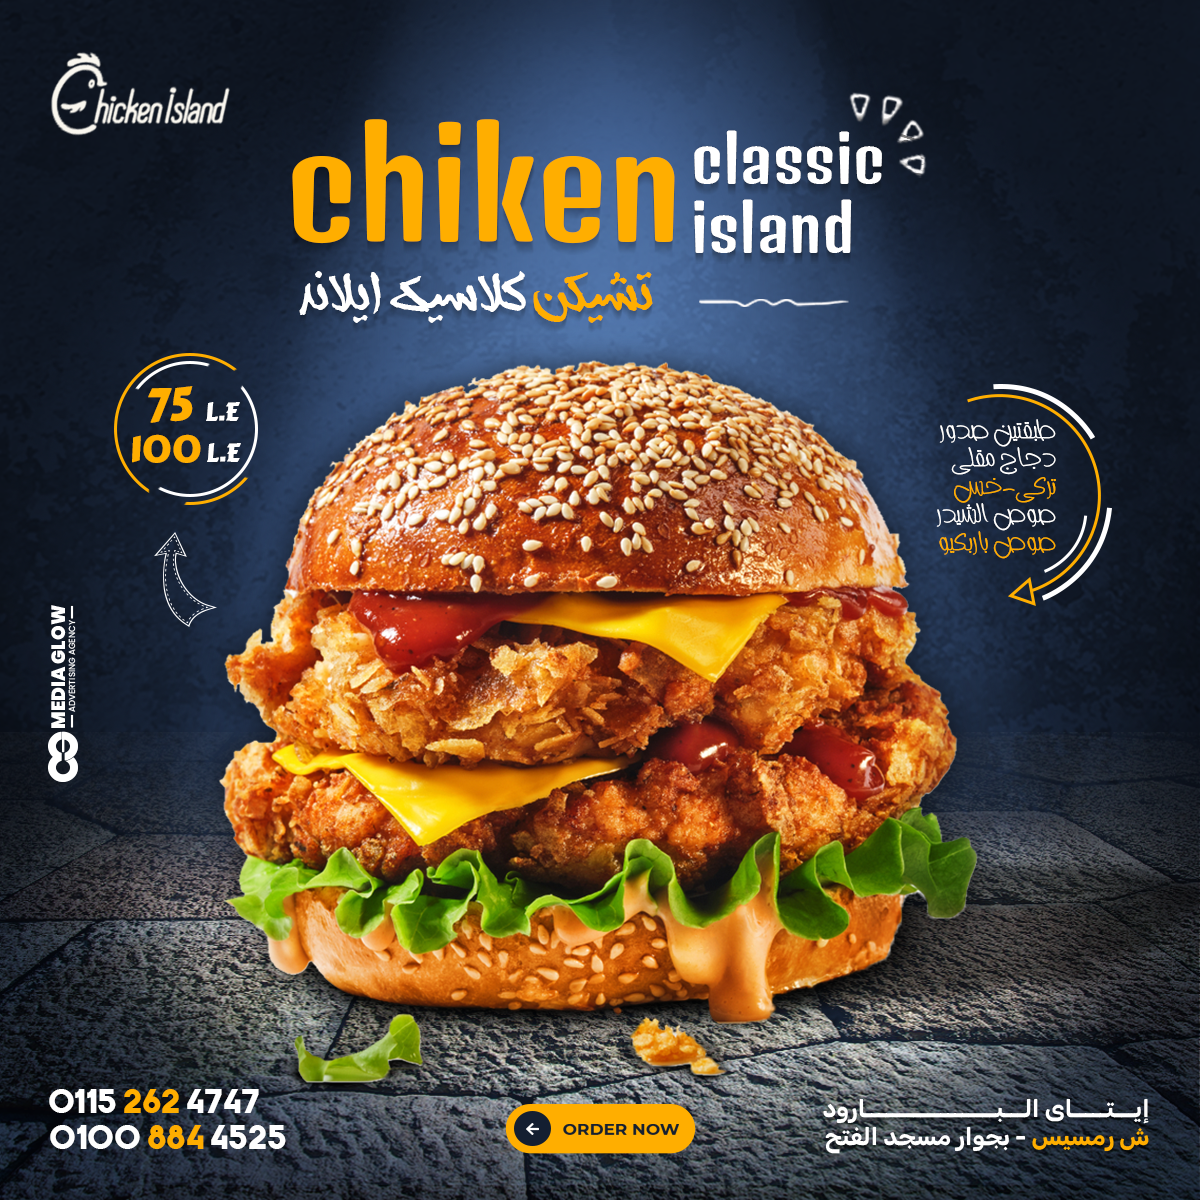 Chicken island
chiken classic island
تشيكن كلاسيك ايلاند
75 L.E
100 L.E
طبقتين صدور
دجاج مقلي
تركي-خس
صوص الشيدر
صوص باربكيو
MEDIA GLOW
ADVERTISING AGENCY
0115 262 4747
0100 884 4525
ORDER NOW
إيتاى البارود
ش رمسيس - بجوار مسجد الفتح